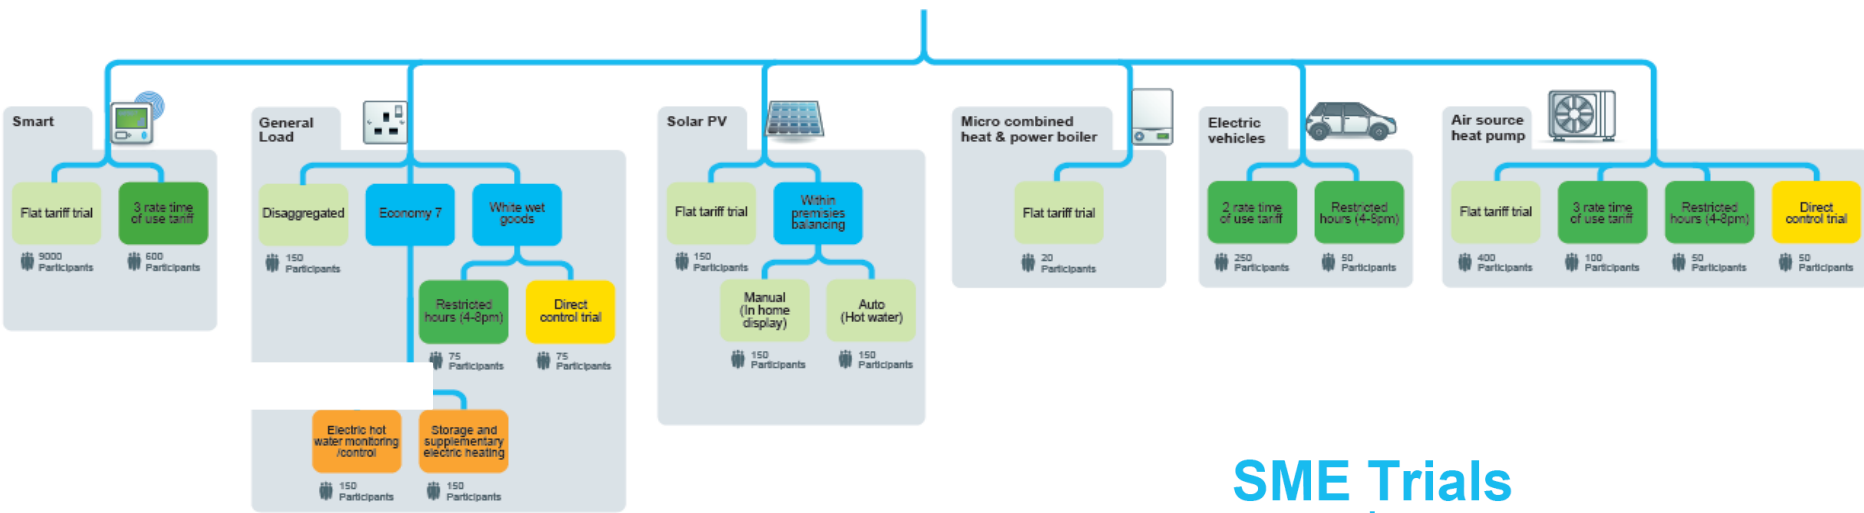 Smart
Flat tariff trial
9000
Participants
3 rate time
of use tariff
600
Participants
General
Load
Disaggregated
150
Participants
Economy 7
White wet
goods
Restricted
hours (4-8pm)
75
Participants
Direct
control trial
75
Participants
Electric hot
water monitoring
/control
150
Participants
Storage and
supplementary
electric heating
150
Participants
Solar PV
Flat tariff trial
150
Participants
Within
premisies
balancing
Manual
(In home
display)
150
Participants
Auto
(Hot water)
150
Participants
Micro combined
heat & power boiler
Flat tariff trial
20
Participants
Electric
vehicles
2 rate time
of use tariff
250
Participants
Restricted
hours (4-8pm)
50
Participants
Air source
heat pump
Flat tariff trial
400
Participants
3 rate time
of use tariff
100
Participants
Restricted
hours (4-8pm)
50
Participants
Direct
control trial
50
Participants
SME Trials